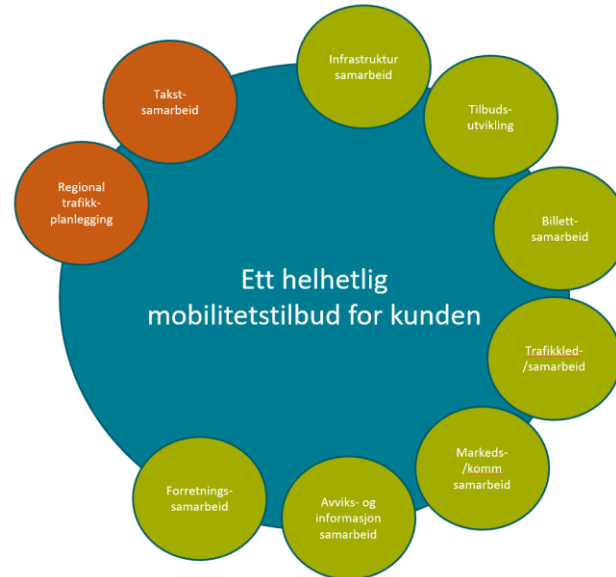 Infrastruktur
samarbeid
Takst-
samarbeid
Tilbuds-
utvikling
Regional
trafikk-
planlegging
Billett-
samarbeid
Ett helhetlig
mobilitetstilbud for kunden
Trafikkled-
/samarbeid
Markeds-
/komm
samarbeid
Forretnings-
samarbeid
Avviks- og
informasjon
samarbeid